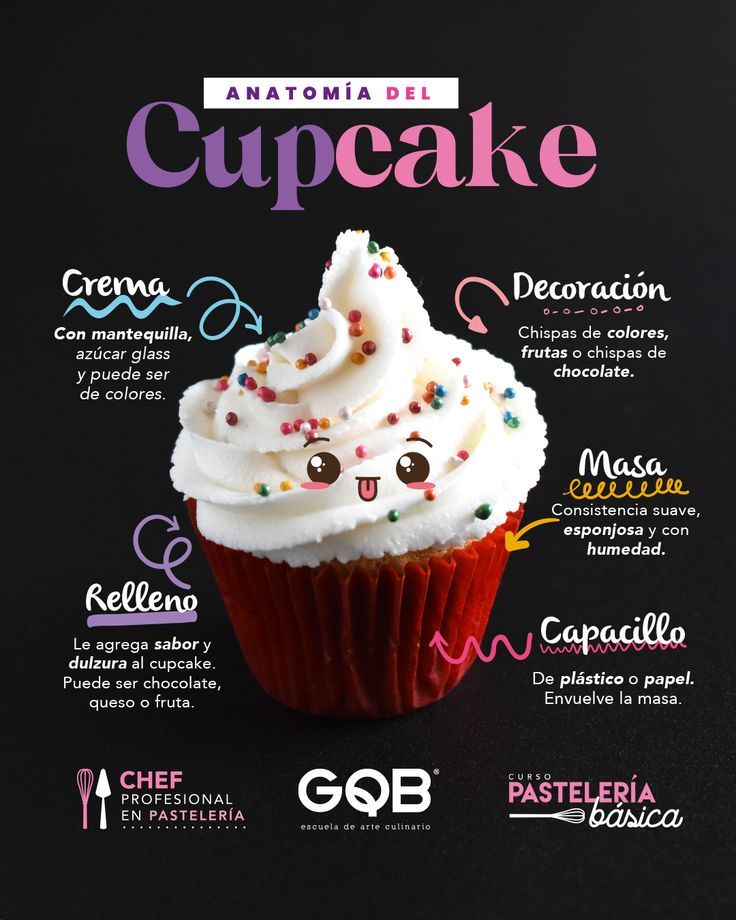 ANATOMÍA DEL
Cupcake
Crema
Con mantequilla,
azúcar glass
y puede ser
de colores.
Decoración
Chispas de colores,
frutas o chispas de
chocolate.
Masa
Consistencia suave,
esponjosa y con
humedad.
Relleno
Le agrega sabor y
dulzura al cupcake.
Puede ser chocolate,
queso o fruta.
Capacillo
De plástico o papel.
Envuelve la masa.
CHEF
PROFESIONAL
EN PASTELERÍA
GQB®
escuela de arte culinario
CURSO
PASTELERÍA
básica